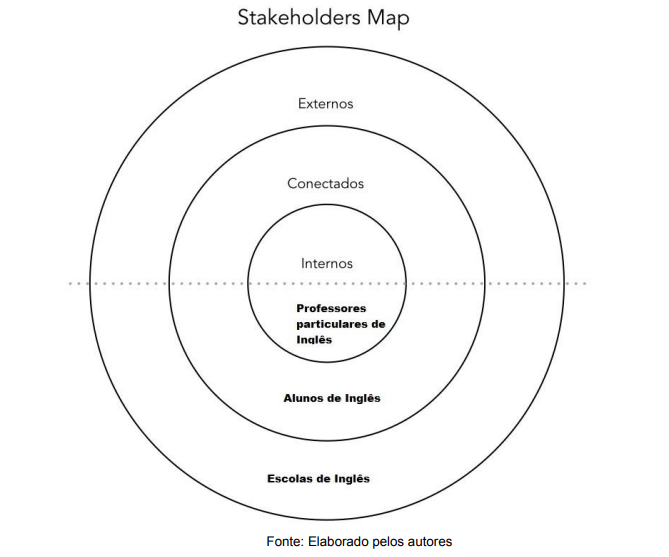 Stakeholders Map
Externos
Conectados
Internos
Professores
particulares de
Inglês
Alunos de Inglês
Escolas de Inglês
Fonte: Elaborado pelos autores